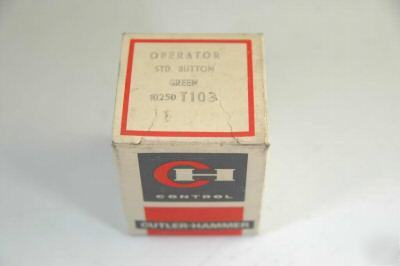 OPERATOR
STD. BUTTON
GREEN
10250 T103
CH
CONTROL
CUTLER-HAMMER